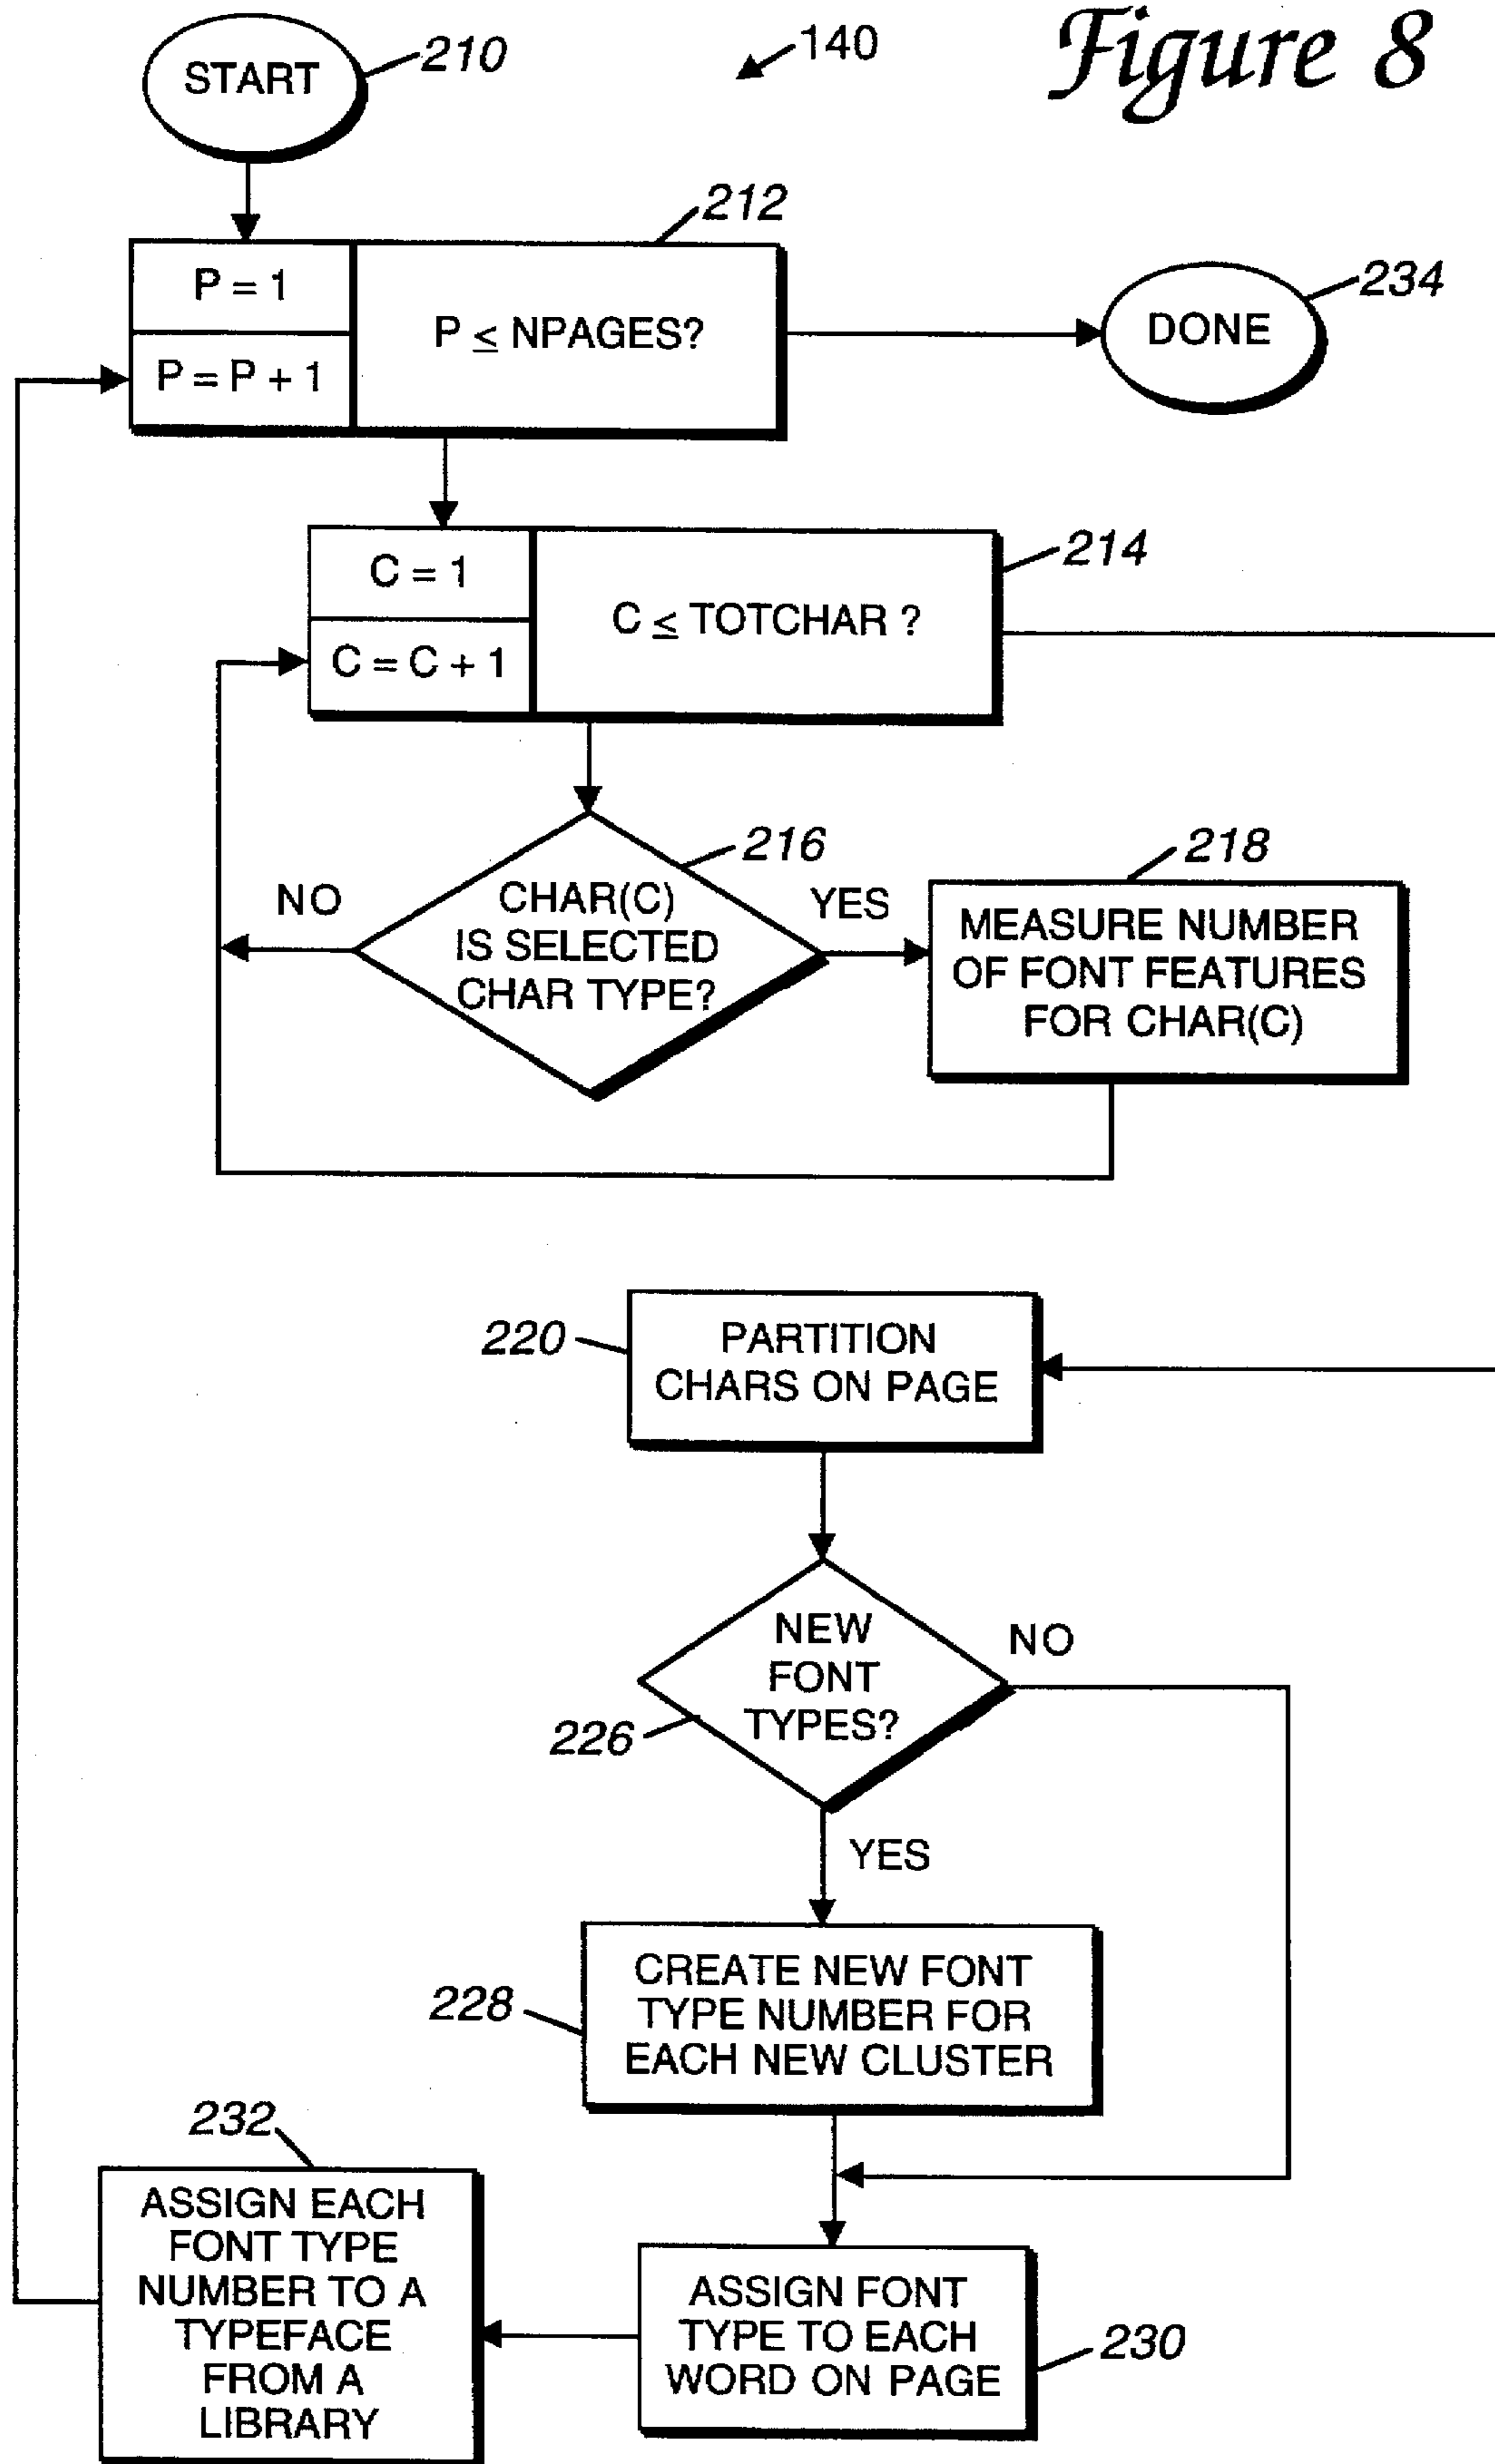 Figure 8
START
210
140
212
P = 1
P = P + 1
P ≤ NPAGES?
DONE
234
214
C = 1
C = C + 1
C ≤ TOTCHAR ?
216
CHAR(C)
IS SELECTED
CHAR TYPE?
NO
YES
218
MEASURE NUMBER
OF FONT FEATURES
FOR CHAR(C)
220
PARTITION
CHARS ON PAGE
NEW
FONT
TYPES?
226
NO
YES
228
CREATE NEW FONT
TYPE NUMBER FOR
EACH NEW CLUSTER
232
ASSIGN EACH
FONT TYPE
NUMBER TO A
TYPEFACE
FROM A
LIBRARY
ASSIGN FONT
TYPE TO EACH
WORD ON PAGE
230